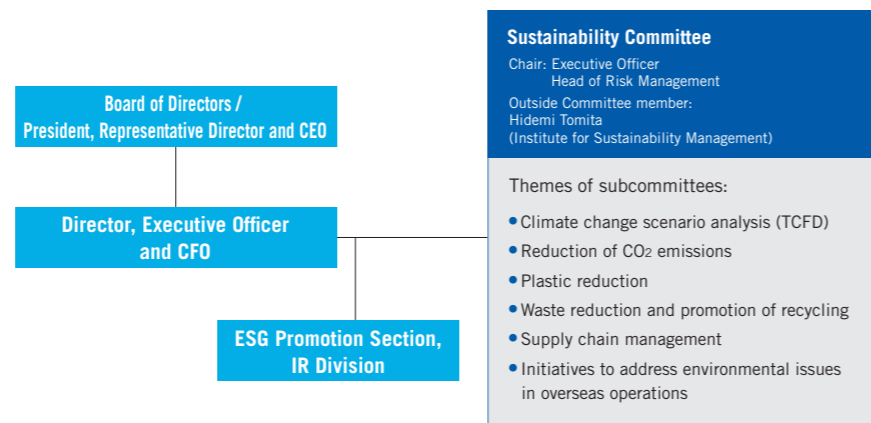 Board of Directors /
President, Representative Director and CEO
Director, Executive Officer
and CFO
ESG Promotion Section,
IR Division
Sustainability Committee
Chair: Executive Officer
Head of Risk Management
Outside Committee member:
Hidemi Tomita
(Institute for Sustainability Management)
Themes of subcommittees:
• Climate change scenario analysis (TCFD)
• Reduction of CO2 emissions
• Plastic reduction
• Waste reduction and promotion of recycling
• Supply chain management
• Initiatives to address environmental issues
in overseas operations